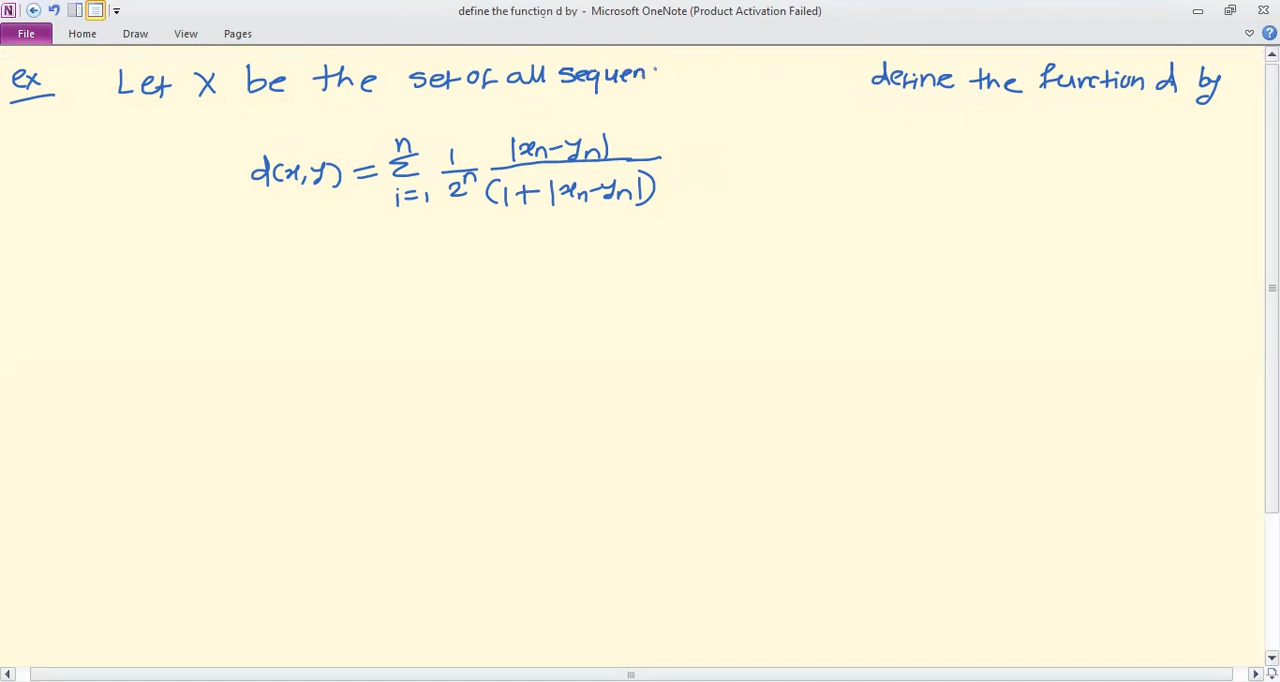 define the function d by - Microsoft OneNote (Product Activation Failed)
File Home Draw View Pages
ex Let X be the set of all sequen define the function d by
d(x,y) = n∑i=1 1/2^n |xn-yn|/(1+|xn-yn|)